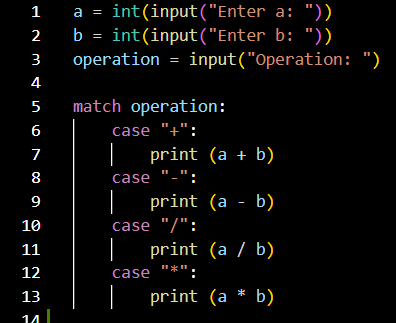 1 a = int(input("Enter a: "))
2 b = int(input("Enter b: "))
3 operation = input("Operation: ")
4
5 match operation:
6     case "+":
7         print (a + b)
8     case "-":
9         print (a - b)
10     case "/":
11         print (a / b)
12     case "*":
13         print (a * b)
14